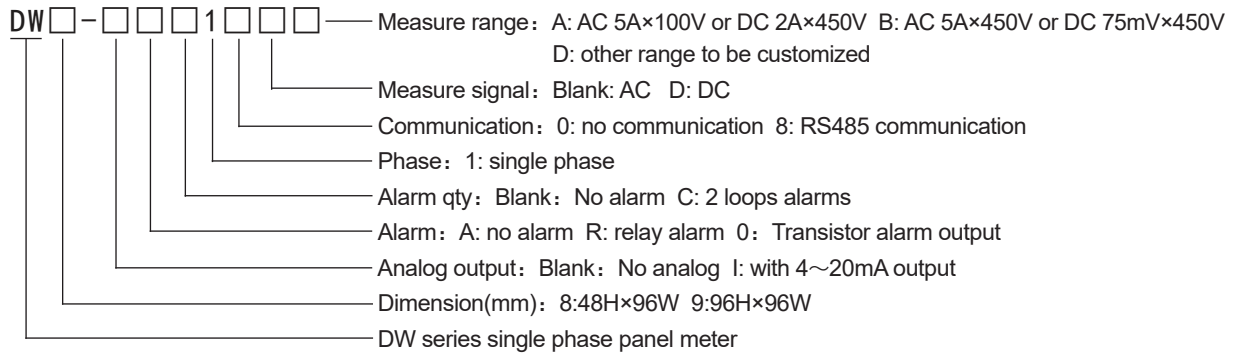 DW□-□□□1□□□ Measure range：A: AC 5A×100V or DC 2A×450V B: AC 5A×450V or DC 75mV×450V
D: other range to be customized
Measure signal：Blank: AC D: DC
Communication：0: no communication 8: RS485 communication
Phase：1: single phase
Alarm qty：Blank：No alarm C: 2 loops alarms
Alarm：A: no alarm R: relay alarm 0：Transistor alarm output
Analog output：Blank：No analog I: with 4～20mA output
Dimension(mm)：8:48H×96W 9:96H×96W
DW series single phase panel meter